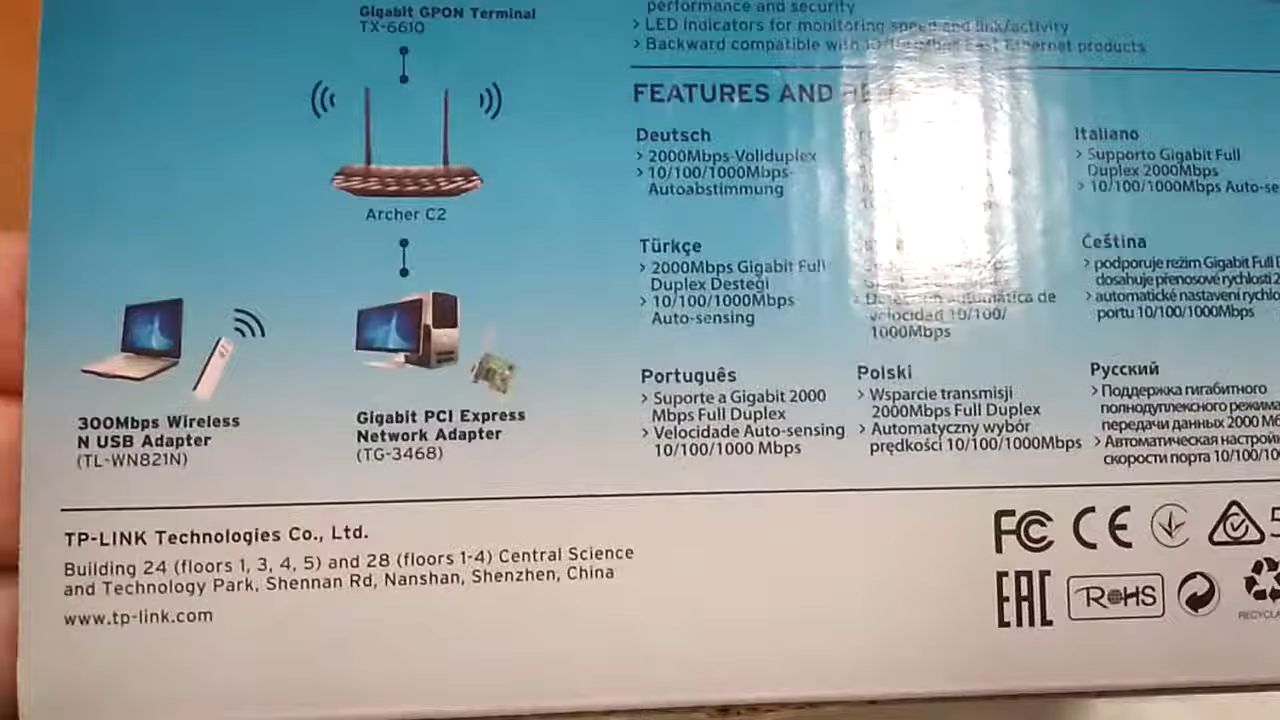 Gigabit GPON Terminal
TX-6610
Archer C2
300Mbps Wireless
N USB Adapter
(TL-WN821N)
Gigabit PCI Express
Network Adapter
(TG-3468)
performance and security
> LED indicators for monitoring speed and link/activity
> Backward compatible with Ethernet products
FEATURES AND
Deutsch
> 2000Mbps-Vollduplex
> 10/100/1000Mbps-
Autoabstimmung
Italiano
> Supporto Gigabit Full
Duplex 2000Mbps
> 10/100/1000Mbps Auto-se
Türkçe
> 2000Mbps Gigabit Full
Duplex Desteği
> 10/100/1000Mbps
Auto-sensing
automática de
velocidad 10/100/
1000Mbps
Čeština
> podporuje režim Gigabit Full
dosahuje přenosové rychlosti 2
> automatické nastavení rychlo
portu 10/100/1000Mbps
Português
> Suporte a Gigabit 2000
Mbps Full Duplex
> Velocidade Auto-sensing
10/100/1000 Mbps
Polski
> Wsparcie transmisji
2000Mbps Full Duplex
> Automatyczny wybór
prędkości 10/100/1000Mbps
Русский
> Поддержка гигабитного
полнодуплексного режима
передачи данных 2000 Мб
> Автоматическая настрой
скорости порта 10/100/10
TP-LINK Technologies Co., Ltd.
Building 24 (floors 1, 3, 4, 5) and 28 (floors 1-4) Central Science
and Technology Park, Shennan Rd, Nanshan, Shenzhen, China
www.tp-link.com
FC CE
EAC RoHS
RECYCLA